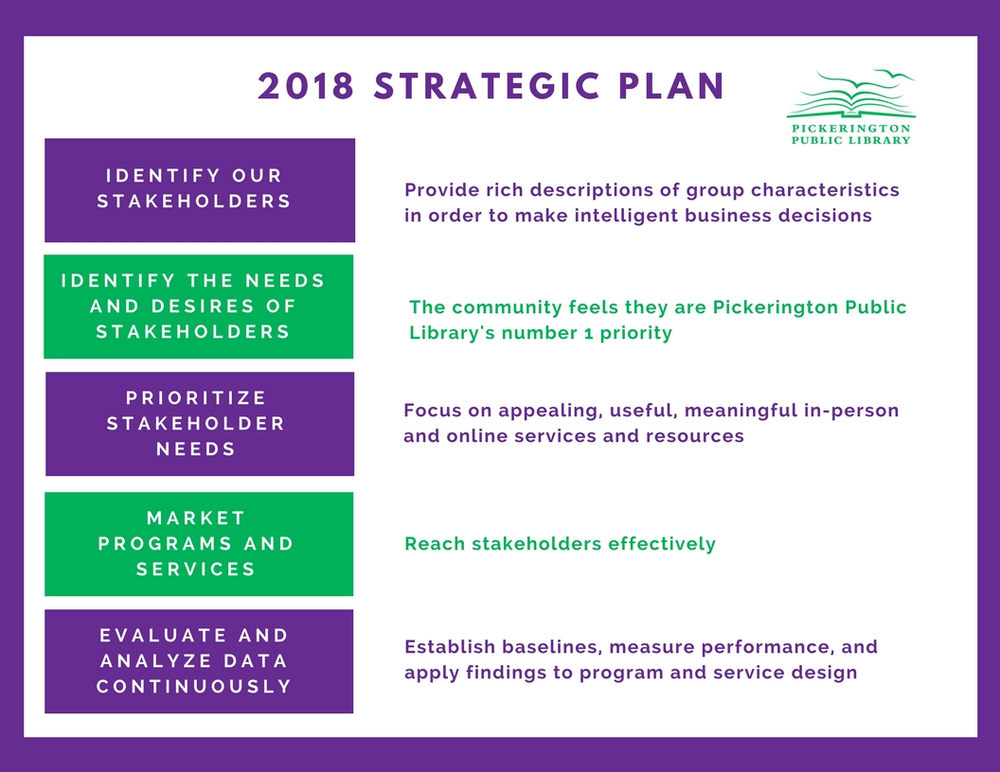 2018 STRATEGIC PLAN
PICKERINGTON
PUBLIC LIBRARY
IDENTIFY OUR
STAKEHOLDERS
Provide rich descriptions of group characteristics
in order to make intelligent business decisions
IDENTIFY THE NEEDS
AND DESIRES OF
STAKEHOLDERS
The community feels they are Pickerington Public
Library's number 1 priority
PRIORITIZE
STAKEHOLDER
NEEDS
Focus on appealing, useful, meaningful in-person
and online services and resources
MARKET
PROGRAMS AND
SERVICES
Reach stakeholders effectively
EVALUATE AND
ANALYZE DATA
CONTINUOUSLY
Establish baselines, measure performance, and
apply findings to program and service design